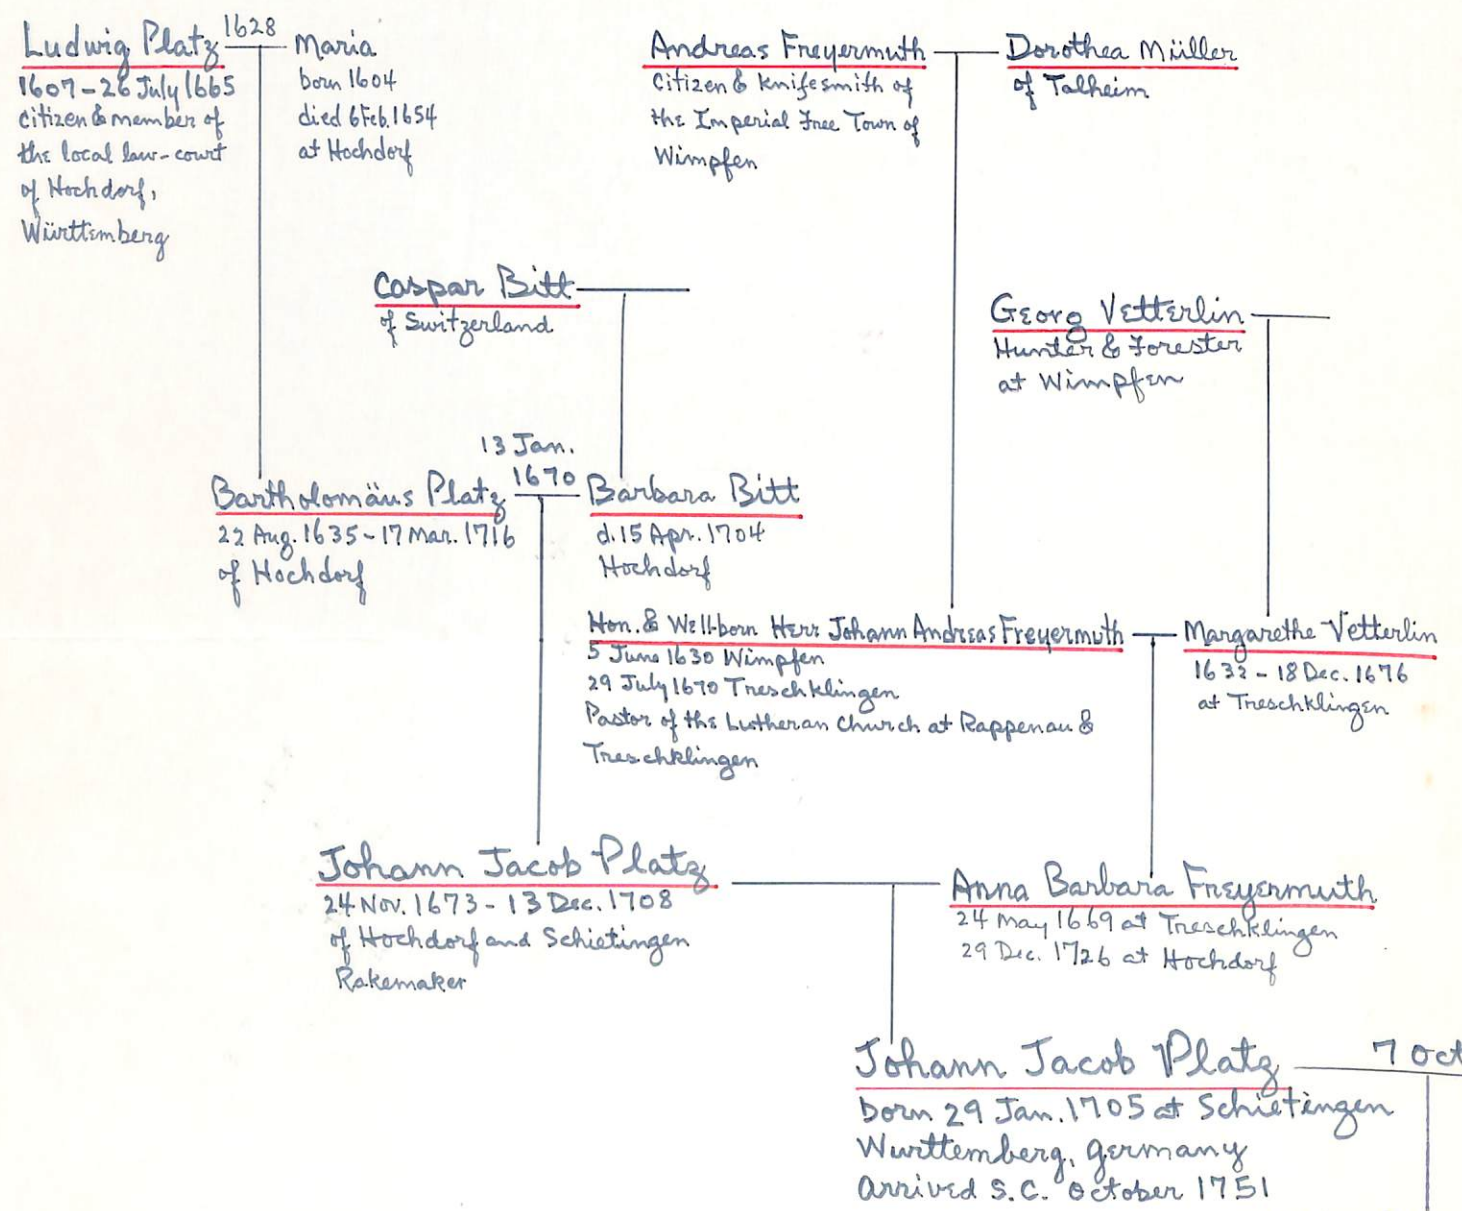 Ludwig Platz
1628
Maria
1607-26 July 1665
citizen & member of
the local law-court
of Hochdorf,
Württemberg
born 1604
died 6 Feb. 1654
at Hochdorf
Andreas Freyermuth
Citizen & Knifesmith of
the Imperial Free Town of
Wimpfen
Dorothea Müller
of Talheim
Caspar Bitt
of Switzerland
Georg Vetterlin
Hunter & Forester
at Wimpfen
Bartholomäus Platz
22 Aug. 1635-17 Mar. 1716
of Hochdorf
13 Jan.
1670
Barbara Bitt
d. 15 Apr. 1704
Hochdorf
Hon. & Well-born Herr Johann Andreas Freyermuth
5 June 1630 Wimpfen
29 July 1670 Treschklingen
Pastor of the Lutheran Church at Rappenau &
Treschklingen
Margarethe Vetterlin
1632-18 Dec. 1676
at Treschklingen
Johann Jacob Platz
24 Nov. 1673-13 Dec. 1708
of Hochdorf and Schietingen
Rakemaker
Anna Barbara Freyermuth
24 May 1669 at Treschklingen
29 Dec. 1726 at Hochdorf
Johann Jacob Platz
7 Oct
born 29 Jan. 1705 at Schietingen
Wurttemberg, Germany
arrived S.C. October 1751